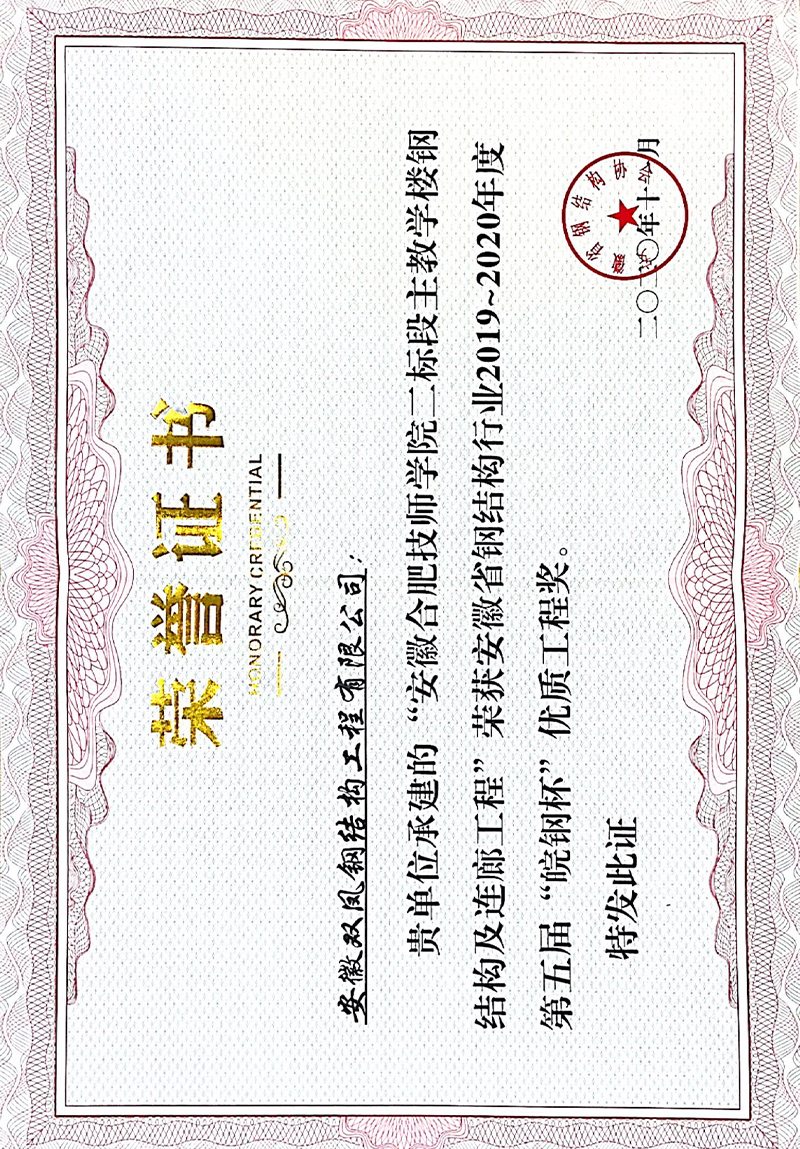 荣誉证书
HONORARY CREDENTIAL
安徽双凤钢结构工程有限公司：
贵单位承建的“安徽合肥技师学院二标段主教学楼钢
结构及连廊工程”荣获安徽省钢结构行业2019~2020年度
第五届“皖钢杯”优质工程奖。
特发此证
二〇二〇年十一月